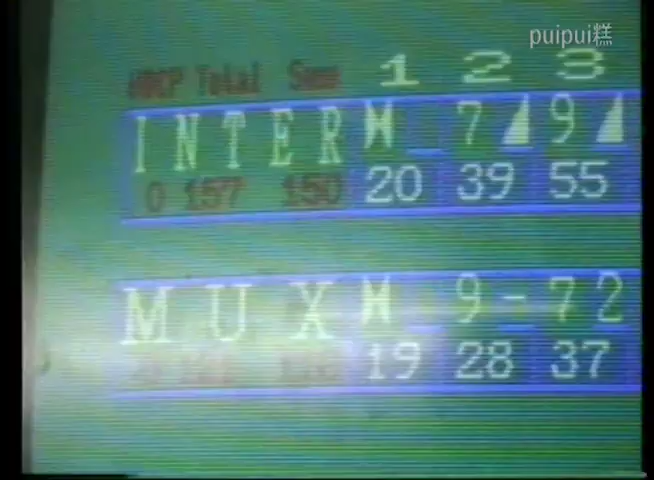 puipui糕
HDCP Total Sum 1 2 3
INTER ⧓ _ 7 ◢ 9 ◢
0 157 150 20 39 55
MUX ⧓ _ 9 - 7 2
19 28 37